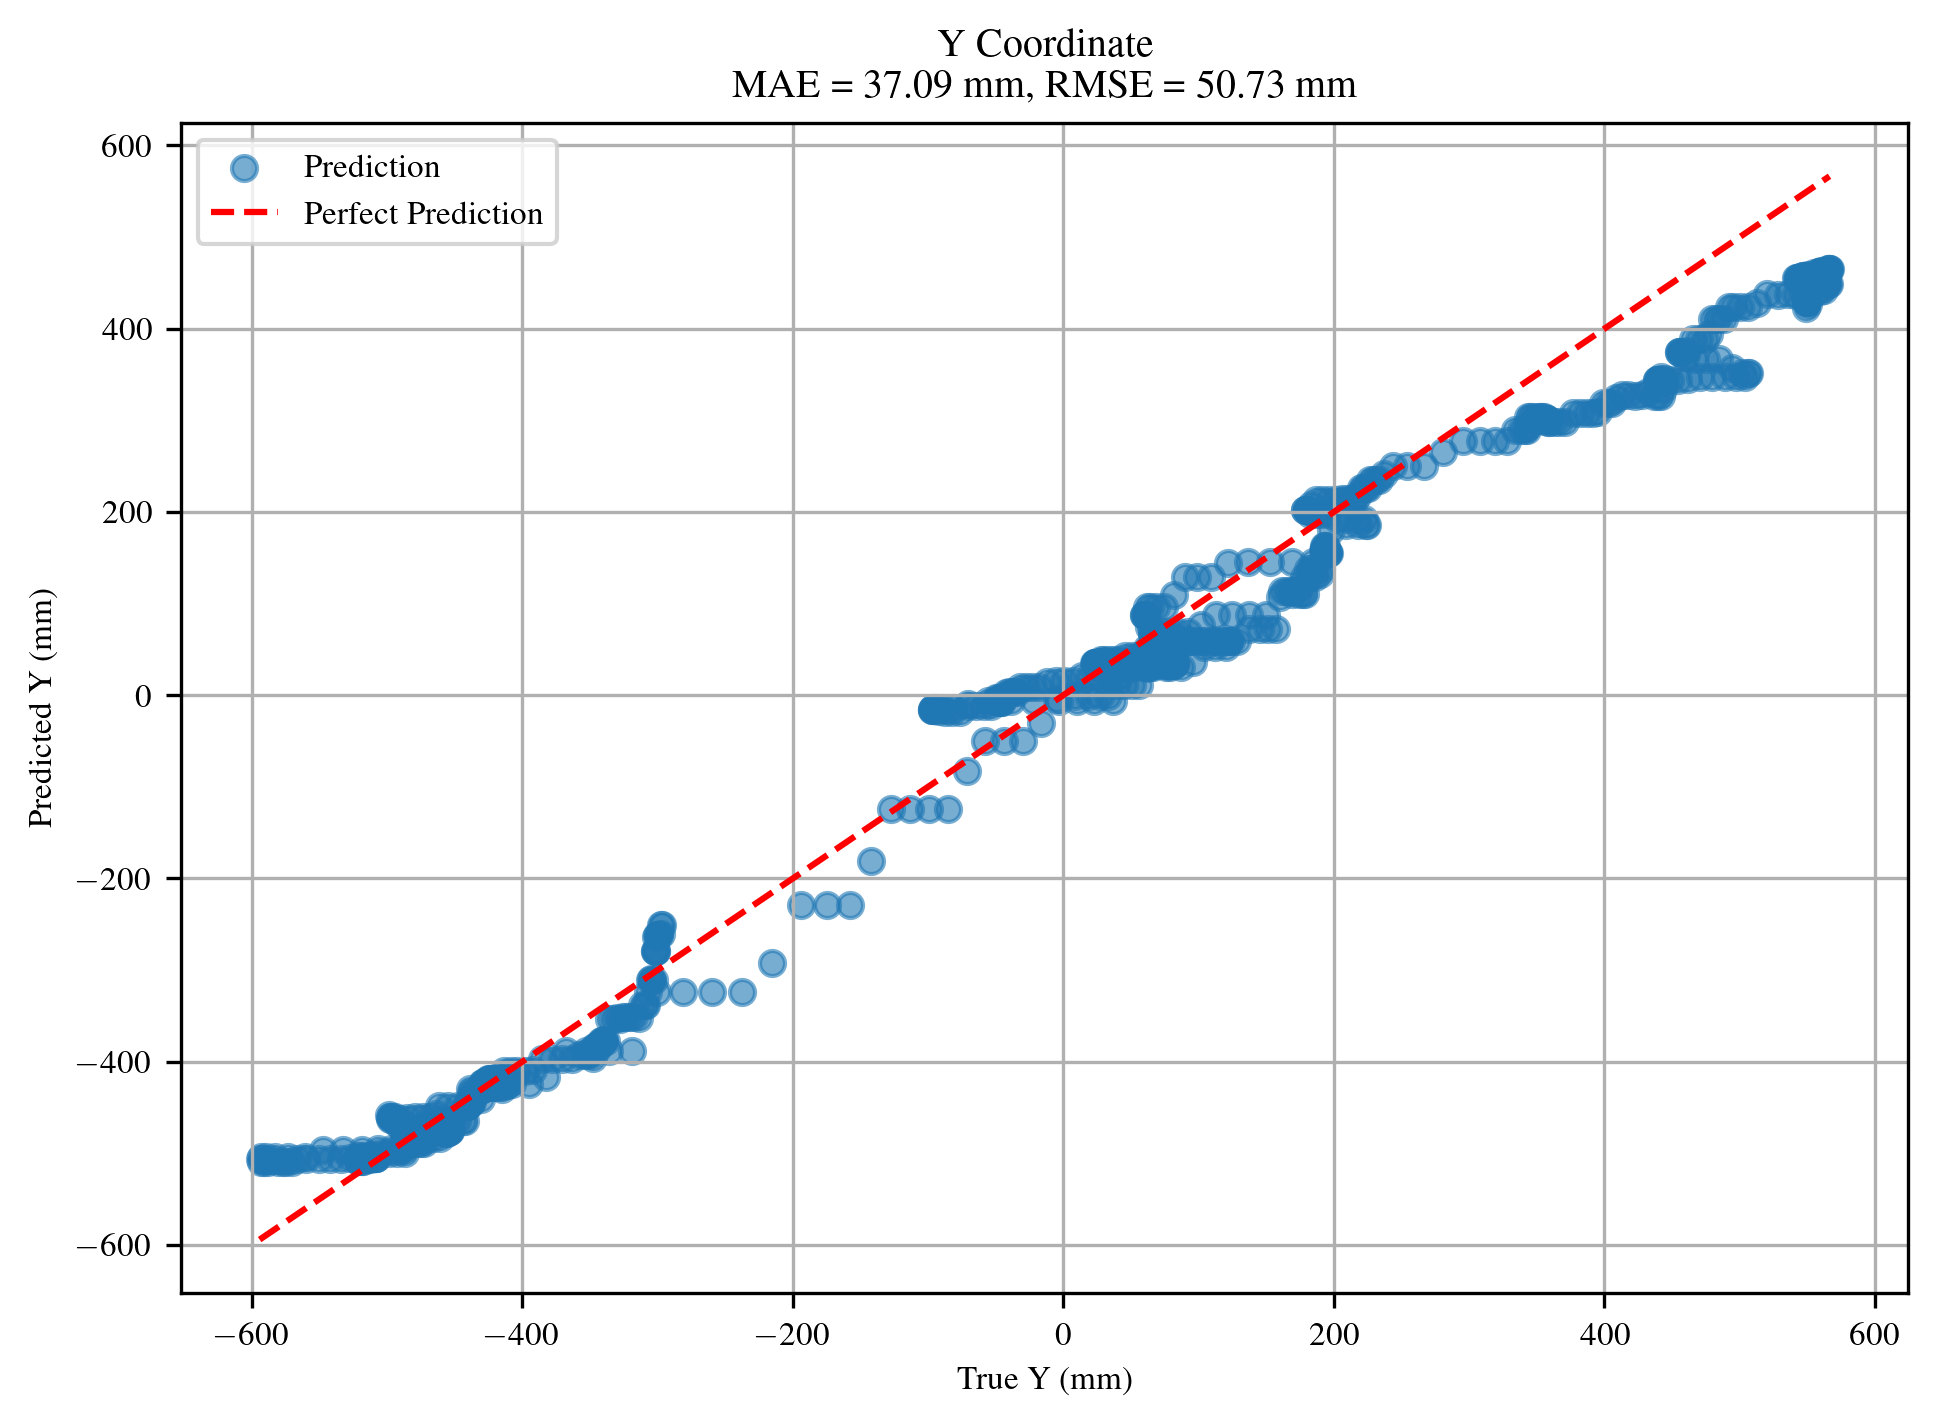 Y Coordinate
MAE = 37.09 mm, RMSE = 50.73 mm
Prediction
Perfect Prediction
600
400
200
0
−200
−400
−600
Predicted Y (mm)
−600 −400 −200 0 200 400 600
True Y (mm)